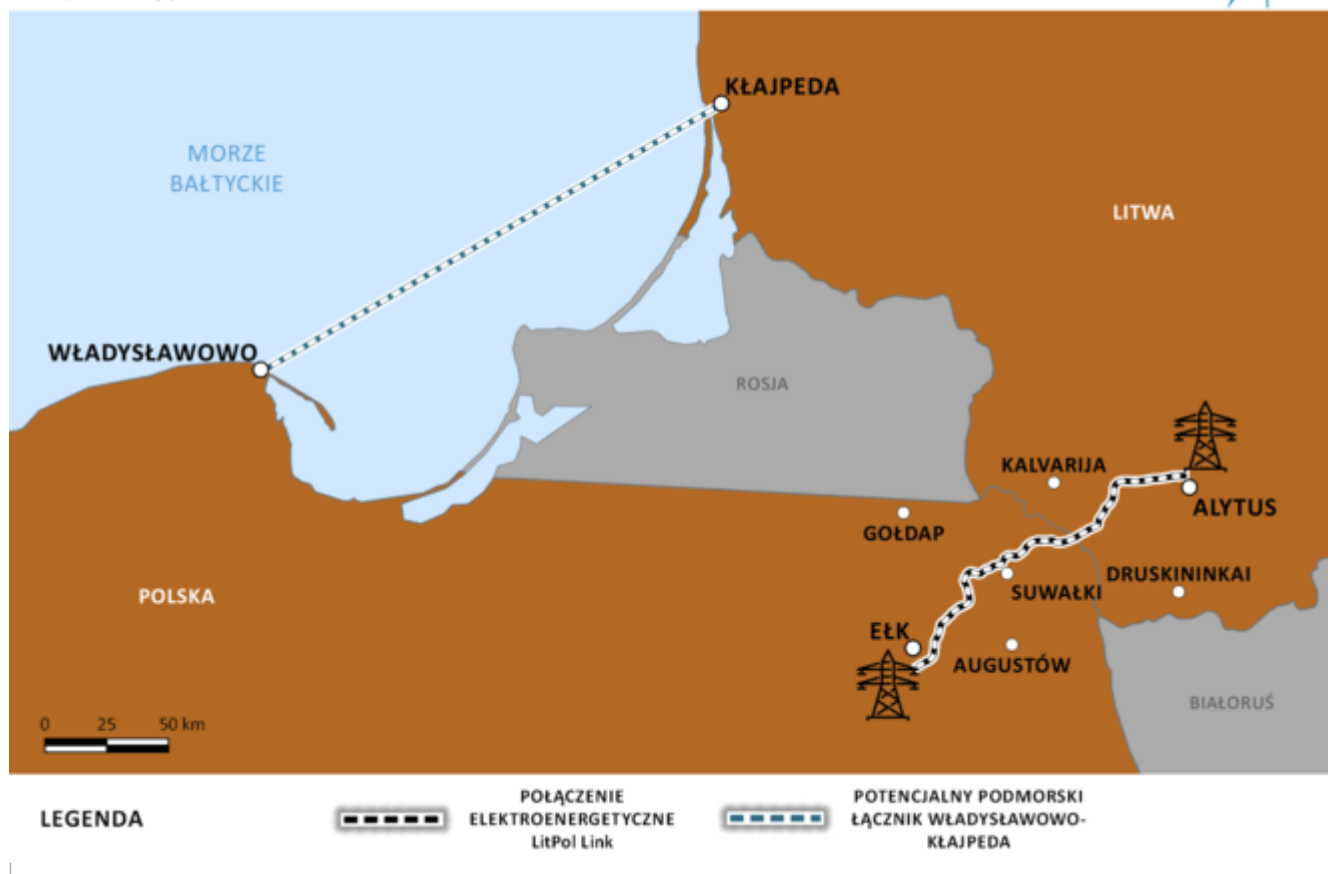 KŁAJPEDA
MORZE
BAŁTYCKIE
LITWA
WŁADYSŁAWOWO
ROSJA
KALVARIJA
ALYTUS
GOŁDAP
DRUSKININKAI
SUWAŁKI
POLSKA
EŁK
AUGUSTÓW
BIAŁORUŚ
0 25 50 km
LEGENDA
POŁĄCZENIE
ELEKTROENERGETYCZNE
LitPol Link
POTENCJALNY PODMORSKI
ŁĄCZNIK WŁADYSŁAWOWO-
KŁAJPEDA